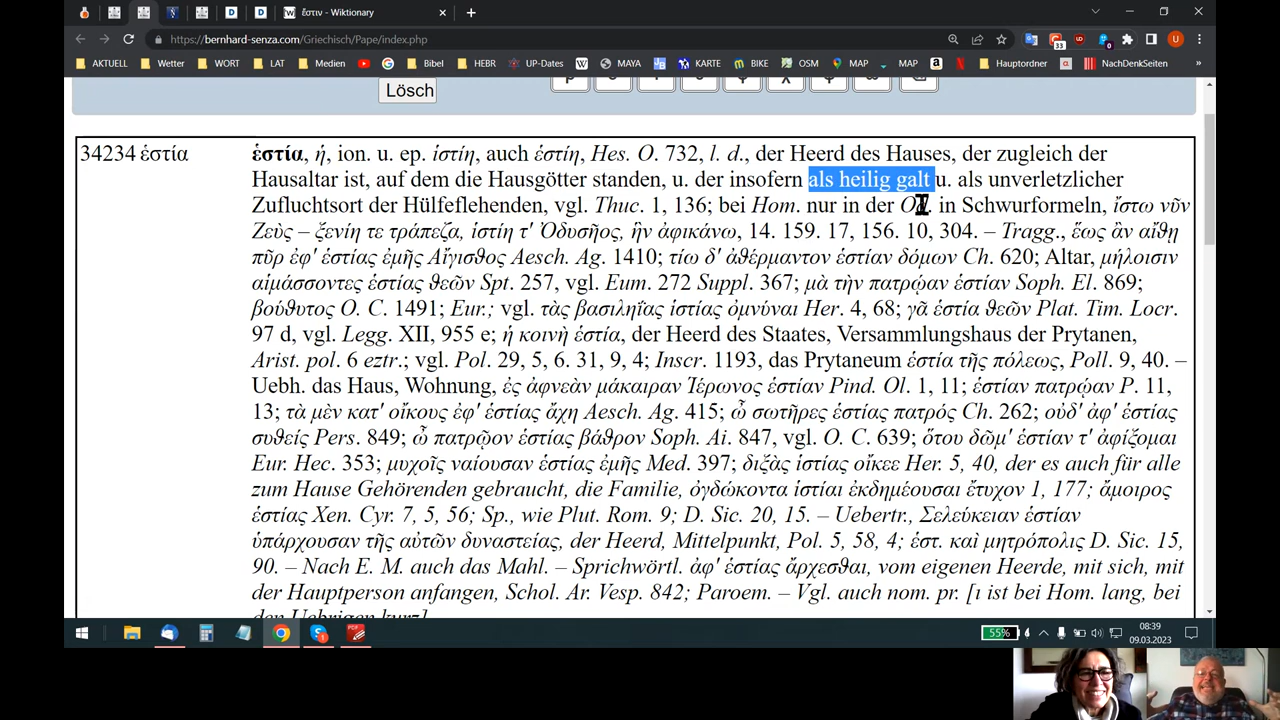 ἔστιν - Wiktionary
https://bernhard-senza.com/Griechisch/Pape/index.php
AKTUELL Wetter WORT LAT Medien Bibel HEBR UP-Dates MAYA KARTE BIKE OSM MAP MAP Hauptordner NachDenkSeiten
Lösch
34234 ἑστία
ἑστία, ἡ, ion. u. ep. ἱστίη, auch ἑστίη, Hes. O. 732, l. d., der Heerd des Hauses, der zugleich der
Hausaltar ist, auf dem die Hausgötter standen, u. der insofern als heilig galt u. als unverletzlicher
Zufluchtsort der Hülfeflehenden, vgl. Thuc. 1, 136; bei Hom. nur in der Od. in Schwurformeln, ἴστω νῦν
Ζεὺς – ξενίη τε τράπεζα, ἱστίη τ' Ὀδυσῆος, ἣν ἀφικάνω, 14. 159. 17, 156. 10, 304. – Tragg., ἕως ἂν αἴθῃ
πῦρ ἐφ' ἑστίας ἐμῆς Αἴγισθος Aesch. Ag. 1410; τίω δ' ἀθέρμαντον ἑστίαν δόμων Ch. 620; Altar, μήλοισιν
αἱμάσσοντες ἑστίας ϑεῶν Spt. 257, vgl. Eum. 272 Suppl. 367; μὰ τὴν πατρῴαν ἑστίαν Soph. El. 869;
βούϑυτος O. C. 1491; Eur.; vgl. τὰς βασιληΐας ἱστίας ὀμνύναι Her. 4, 68; γᾶ ἑστία ϑεῶν Plat. Tim. Locr.
97 d, vgl. Legg. XII, 955 e; ἡ κοινὴ ἑστία, der Heerd des Staates, Versammlungshaus der Prytanen,
Arist. pol. 6 eztr.; vgl. Pol. 29, 5, 6. 31, 9, 4; Inscr. 1193, das Prytaneum ἑστία τῆς πόλεως, Poll. 9, 40. –
Uebh. das Haus, Wohnung, ἐς ἀφνεὰν μάκαιραν Ἱέρωνος ἑστίαν Pind. Ol. 1, 11; ἑστίαν πατρῴαν P. 11,
13; τὰ μὲν κατ' οἴκους ἐφ' ἑστίας ἄχη Aesch. Ag. 415; ὦ σωτῆρες ἑστίας πατρός Ch. 262; οὐδ' ἀφ' ἑστίας
συθείς Pers. 849; ὦ πατρῷον ἑστίας βάϑρον Soph. Ai. 847, vgl. O. C. 639; ὅτου δῶμ' ἑστίαν τ' ἀφίξομαι
Eur. Hec. 353; μυχοῖς ναίουσαν ἑστίας ἐμῆς Med. 397; διξὰς ἱστίας οἴκεε Her. 5, 40, der es auch für alle
zum Hause Gehörenden gebraucht, die Familie, ὀγδώκοντα ἱστίαι ἐκδημέουσαι ἔτυχον 1, 177; ἄμοιρος
ἑστίας Xen. Cyr. 7, 5, 56; Sp., wie Plut. Rom. 9; D. Sic. 20, 15. – Uebertr., Σελεύκειαν ἑστίαν
ὑπάρχουσαν τῆς αὐτῶν δυναστείας, der Heerd, Mittelpunkt, Pol. 5, 58, 4; ἑστ. καὶ μητρόπολις D. Sic. 15,
90. – Nach E. M. auch das Mahl. – Sprichwörtl. ἀφ' ἑστίας ἄρχεσϑαι, vom eigenen Heerde, mit sich, mit
der Hauptperson anfangen, Schol. Ar. Vesp. 842; Paroem. – Vgl. auch nom. pr. [ι ist bei Hom. lang, bei
den Uebrigen kurz]
55% 08:39
09.03.2023